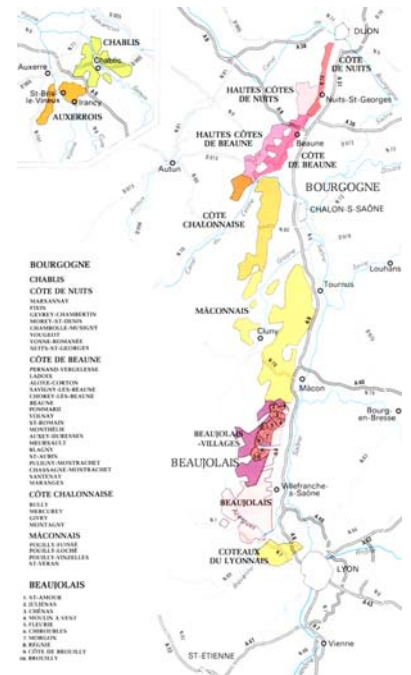 CHABLIS
Auxerre
Chablis
St-Bris
-le-Vineux
Irancy
AUXERROIS
DIJON
CÔTE
DE NUITS
HAUTES CÔTES
DE NUITS
Nuits-St-Georges
HAUTES CÔTES
DE BEAUNE
Beaune
CÔTE
DE BEAUNE
Autun
BOURGOGNE
CHALON-S-SAÔNE
CÔTE
CHALONNAISE
Louhans
Tournus
MÂCONNAIS
Cluny
Mâcon
Bourg-
en-Bresse
BEAUJOLAIS
-VILLAGES
BEAUJOLAIS
Villefranche-
s-Saône
BEAUJOLAIS
COTEAUX
DU LYONNAIS
LYON
ST-ÉTIENNE
Vienne
BOURGOGNE
CHABLIS
CÔTE DE NUITS
MARSANNAY
FIXIN
GEVREY-CHAMBERTIN
MOREY-ST-DENIS
CHAMBOLLE-MUSIGNY
VOUGEOT
VOSNE-ROMANÉE
NUITS-ST-GEORGES
CÔTE DE BEAUNE
PERNAND-VERGELESSE
LADOIX
ALOXE-CORTON
SAVIGNY-LES-BEAUNE
CHOREY-LES-BEAUNE
BEAUNE
POMMARD
VOLNAY
ST-ROMAIN
MONTHÉLIE
AUXEY-DURESSES
MEURSAULT
BLAGNY
ST-AUBIN
PULIGNY-MONTRACHET
CHASSAGNE-MONTRACHET
SANTENAY
MARANGES
CÔTE CHALONNAISE
RULLY
MERCUREY
GIVRY
MONTAGNY
MÂCONNAIS
POUILLY-FUISSÉ
POUILLY-LOCHÉ
POUILLY-VINZELLES
ST-VERAN
BEAUJOLAIS
1. ST-AMOUR
2. JULIÉNAS
3. CHÉNAS
4. MOULIN A VENT
5. FLEURIE
6. CHIROUBLES
7. MORGON
8. RÉGNIE
9. CÔTE DE BROUILLY
10. BROUILLY